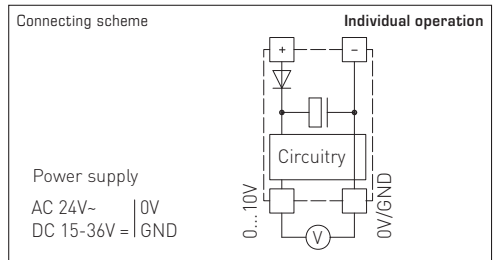 Connecting scheme
Individual operation
+ −
Circuitry
Power supply
AC 24V~ 0V
DC 15-36V = GND
0...10V
0V/GND
V